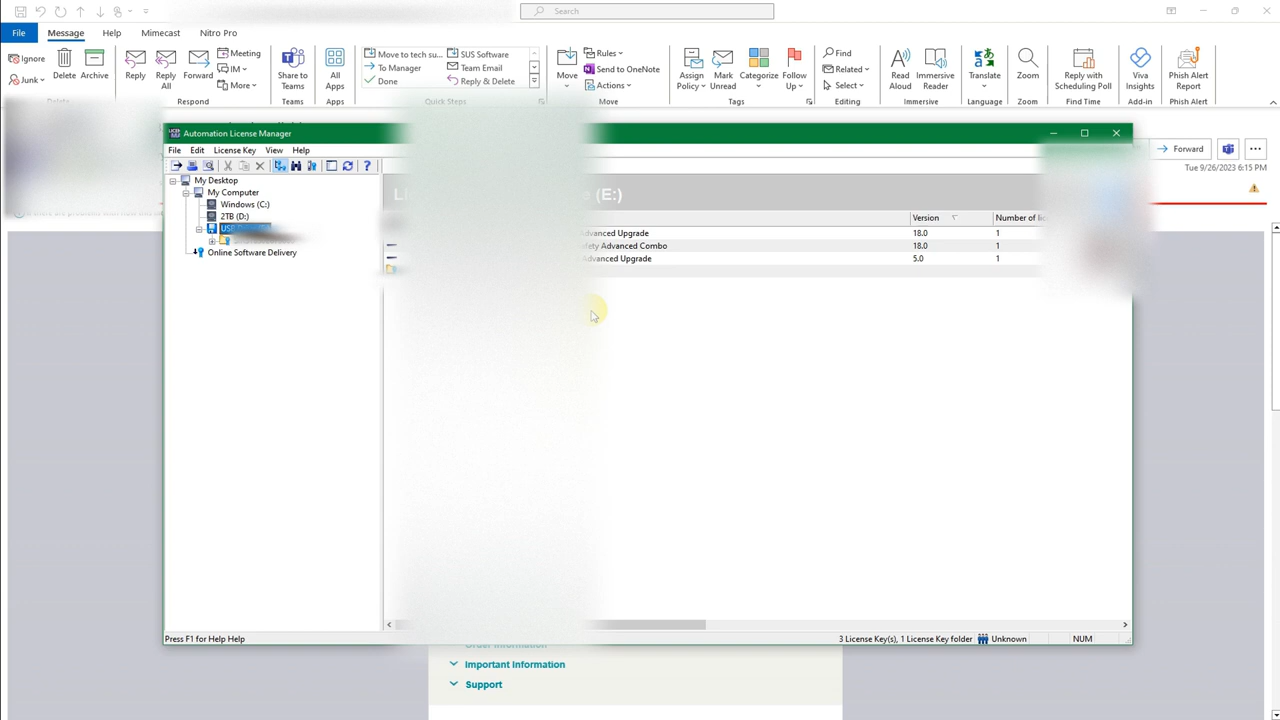 Search
File Message Help Mimecast Nitro Pro
Ignore
Junk
Delete
Archive
Reply
Reply All
Forward
Meeting
IM
More
Share to Teams
All Apps
Move to tech su...
To Manager
Done
SUS Software
Team Email
Reply & Delete
Move
Rules
Send to OneNote
Actions
Assign Policy
Mark Unread
Categorize
Follow Up
Find
Related
Select
Read Aloud
Immersive Reader
Translate
Zoom
Reply with Scheduling Poll
Viva Insights
Phish Alert Report
Delete Respond Teams Apps Quick Steps Move Tags Editing Immersive Language Zoom Find Time Add-in Phish Alert
Automation License Manager
File Edit License Key View Help
Forward
Tue 9/26/2023 6:15 PM
My Desktop
My Computer
Windows (C:)
2TB (D:)
USB
Online Software Delivery
(E:)
Version Number of lic
Advanced Upgrade 18.0 1
Advanced Combo 18.0 1
Advanced Upgrade 5.0 1
Press F1 for Help Help
3 License Key(s), 1 License Key folder Unknown NUM
Order Information
Important Information
Support